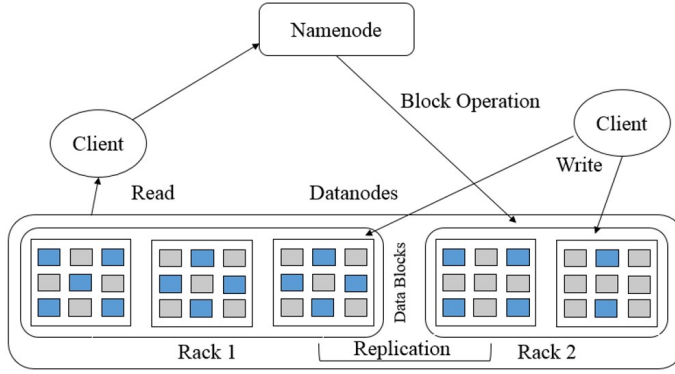 Namenode
Block Operation
Client
Client
Write
Read
Datanodes
Data Blocks
Rack 1
Replication
Rack 2